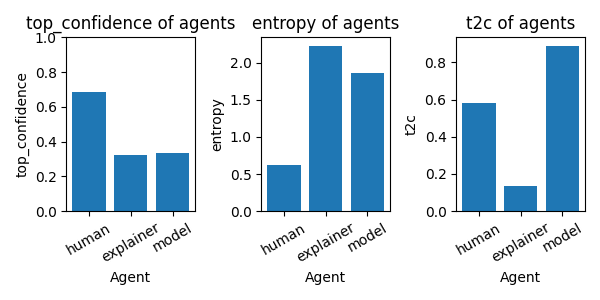 top_confidence of agents
top_confidence
1.0
0.8
0.6
0.4
0.2
0.0
human
explainer
model
Agent
entropy of agents
entropy
2.0
1.5
1.0
0.5
0.0
human
explainer
model
Agent
t2c of agents
t2c
0.8
0.6
0.4
0.2
0.0
human
explainer
model
Agent